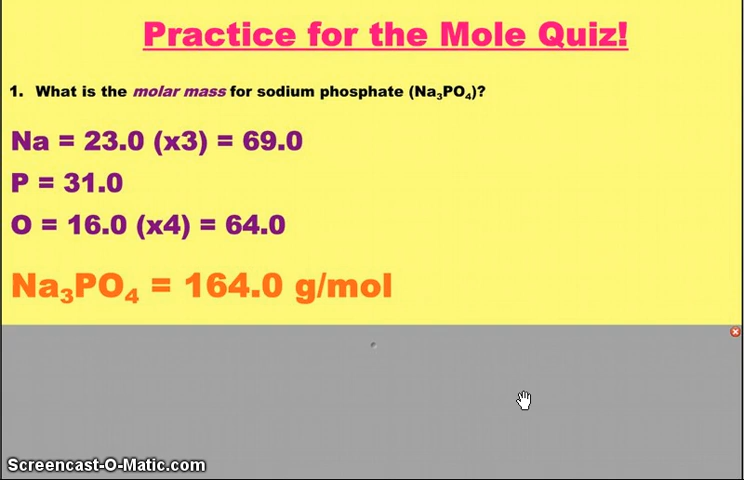 Practice for the Mole Quiz!
1. What is the molar mass for sodium phosphate (Na₃PO₄)?
Na = 23.0 (x3) = 69.0
P = 31.0
O = 16.0 (x4) = 64.0
Na₃PO₄ = 164.0 g/mol
Screencast-O-Matic.com